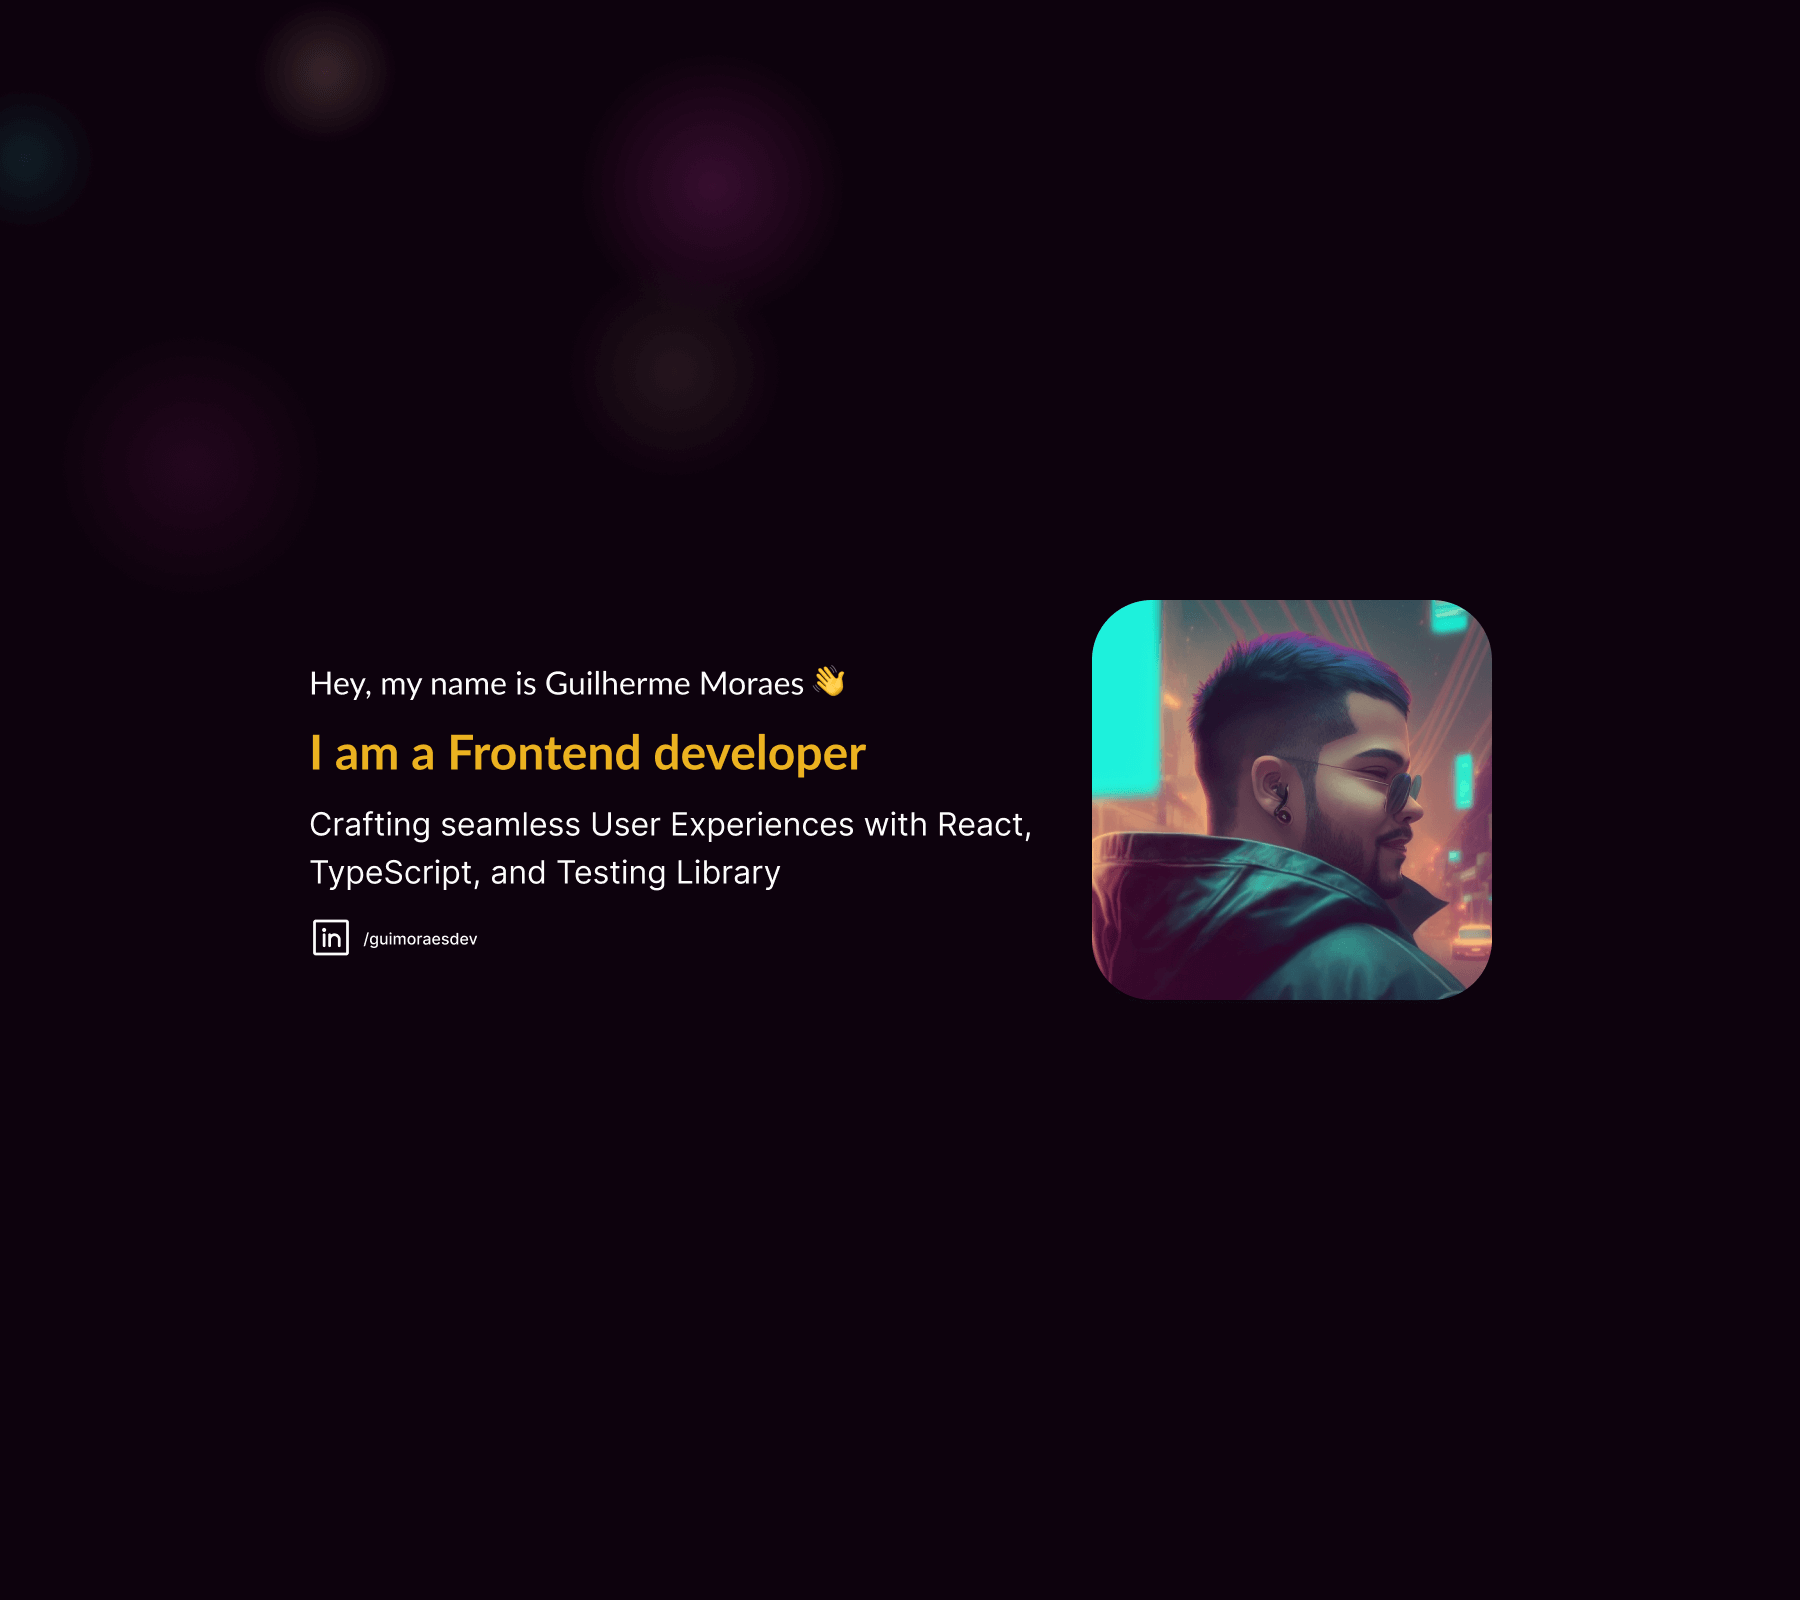 Hey, my name is Guilherme Moraes 👋
I am a Frontend developer
Crafting seamless User Experiences with React,
TypeScript, and Testing Library
in /guimoraesdev